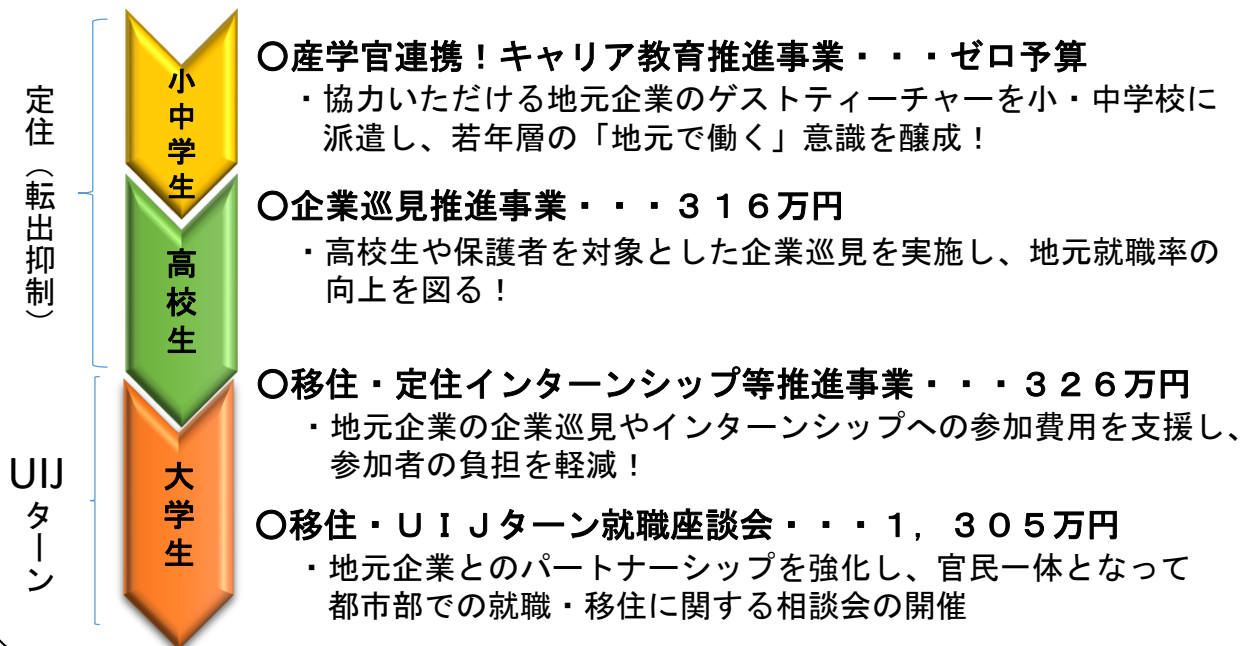 定住（転出抑制）
小中学生
〇産学官連携！キャリア教育推進事業・・・ゼロ予算
・協力いただける地元企業のゲストティーチャーを小・中学校に
派遣し、若年層の「地元で働く」意識を醸成！
高校生
〇企業巡見推進事業・・・３１６万円
・高校生や保護者を対象とした企業巡見を実施し、地元就職率の
向上を図る！
UIJターン
大学生
〇移住・定住インターンシップ等推進事業・・・３２６万円
・地元企業の企業巡見やインターンシップへの参加費用を支援し、
参加者の負担を軽減！
〇移住・ＵＩＪターン就職座談会・・・１，３０５万円
・地元企業とのパートナーシップを強化し、官民一体となって
都市部での就職・移住に関する相談会の開催